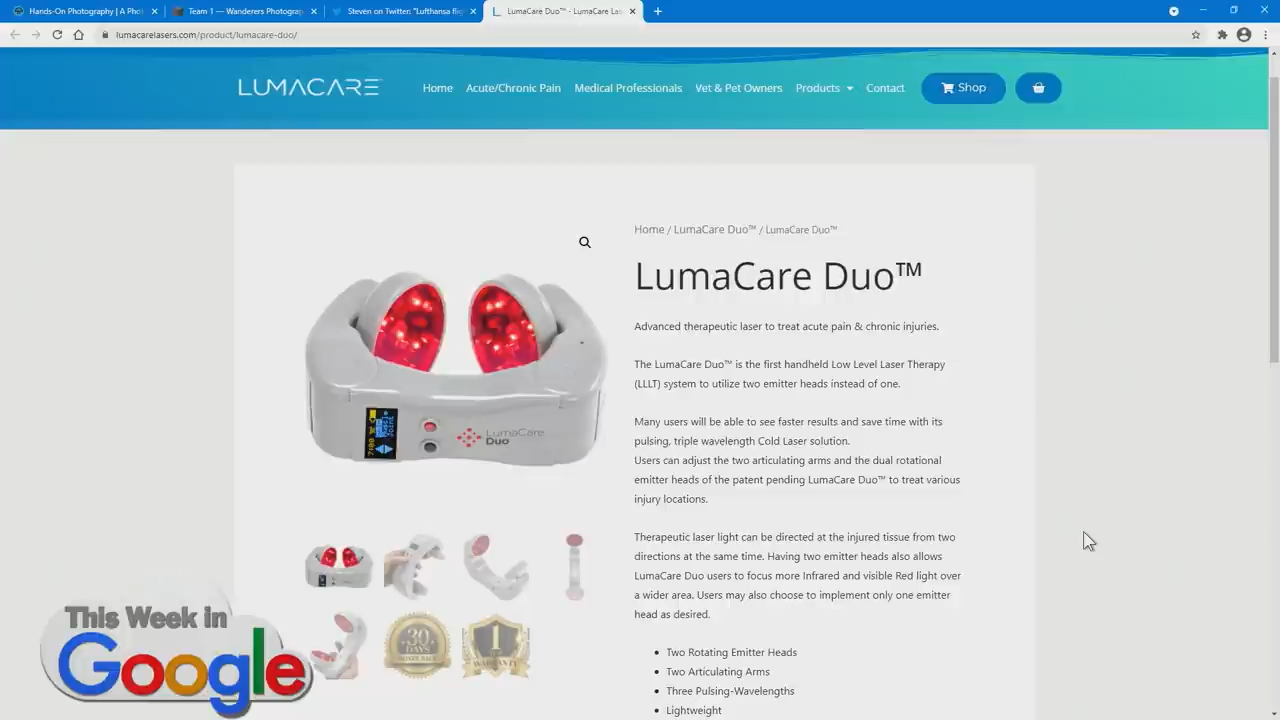 Hands-On Photography | A Pho
Team 1 — Wanderers Photograp
Steven on Twitter: "Lufthansa flig
LumaCare Duo™ - LumaCare Las
lumacarelasers.com/product/lumacare-duo/
LUMACARE
Home
Acute/Chronic Pain
Medical Professionals
Vet & Pet Owners
Products
Contact
Shop
Home / LumaCare Duo™ / LumaCare Duo™
LumaCare Duo™
Advanced therapeutic laser to treat acute pain & chronic injuries.
The LumaCare Duo™ is the first handheld Low Level Laser Therapy
(LLLT) system to utilize two emitter heads instead of one.
Many users will be able to see faster results and save time with its
pulsing, triple wavelength Cold Laser solution.
Users can adjust the two articulating arms and the dual rotational
emitter heads of the patent pending LumaCare Duo™ to treat various
injury locations.
Therapeutic laser light can be directed at the injured tissue from two
directions at the same time. Having two emitter heads also allows
LumaCare Duo users to focus more Infrared and visible Red light over
a wider area. Users may also choose to implement only one emitter
head as desired.
• Two Rotating Emitter Heads
• Two Articulating Arms
• Three Pulsing-Wavelengths
• Lightweight
LumaCare
Duo
30
DAYS
MONEY BACK
1
WARRANTY
This Week in
Google